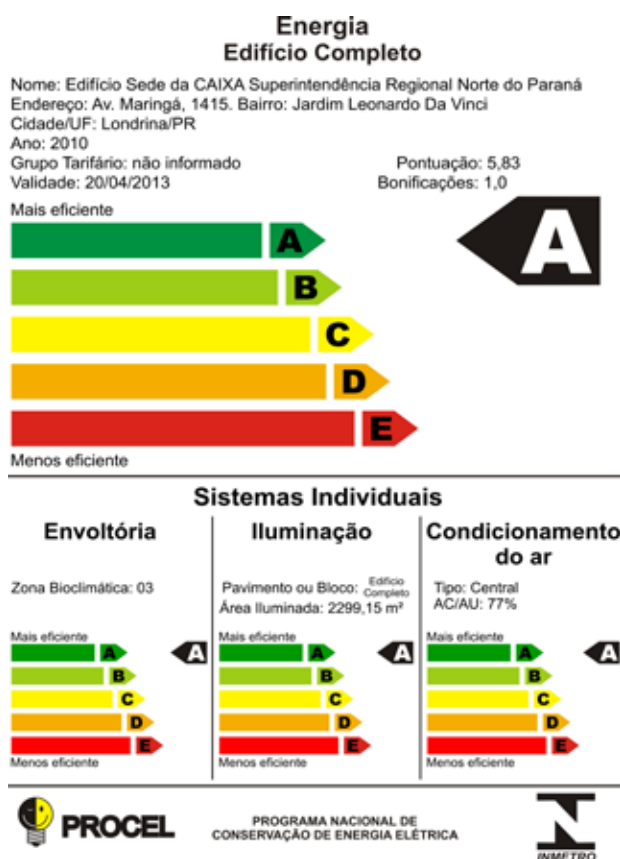 Energia
Edifício Completo
Nome: Edifício Sede da CAIXA Superintendência Regional Norte do Paraná
Endereço: Av. Maringá, 1415. Bairro: Jardim Leonardo Da Vinci
Cidade/UF: Londrina/PR
Ano: 2010
Grupo Tarifário: não informado
Pontuação: 5,83
Validade: 20/04/2013
Bonificações: 1,0
Mais eficiente
A
A
B
C
D
E
Menos eficiente
Sistemas Individuais
Envoltória
Zona Bioclimática: 03
Mais eficiente
A
A
B
C
D
E
Menos eficiente
Iluminação
Pavimento ou Bloco: Edifício
Completo
Área Iluminada: 2299,15 m²
Mais eficiente
A
A
B
C
D
E
Menos eficiente
Condicionamento
do ar
Tipo: Central
AC/AU: 77%
Mais eficiente
A
A
B
C
D
E
Menos eficiente
PROCEL
PROGRAMA NACIONAL DE
CONSERVAÇÃO DE ENERGIA ELÉTRICA
INMETRO